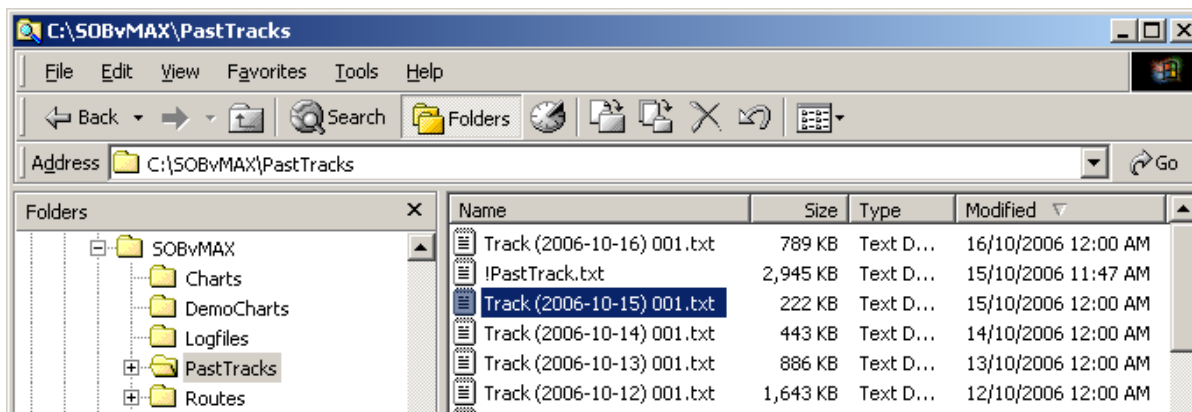 C:\SOBvMAX\PastTracks
File Edit View Favorites Tools Help
Back Search Folders
Address C:\SOBvMAX\PastTracks Go
Folders x Name Size Type Modified
SOBvMAX Track (2006-10-16) 001.txt 789 KB Text D... 16/10/2006 12:00 AM
Charts !PastTrack.txt 2,945 KB Text D... 15/10/2006 11:47 AM
DemoCharts Track (2006-10-15) 001.txt 222 KB Text D... 15/10/2006 12:00 AM
Logfiles Track (2006-10-14) 001.txt 443 KB Text D... 14/10/2006 12:00 AM
PastTracks Track (2006-10-13) 001.txt 886 KB Text D... 13/10/2006 12:00 AM
Routes Track (2006-10-12) 001.txt 1,643 KB Text D... 12/10/2006 12:00 AM